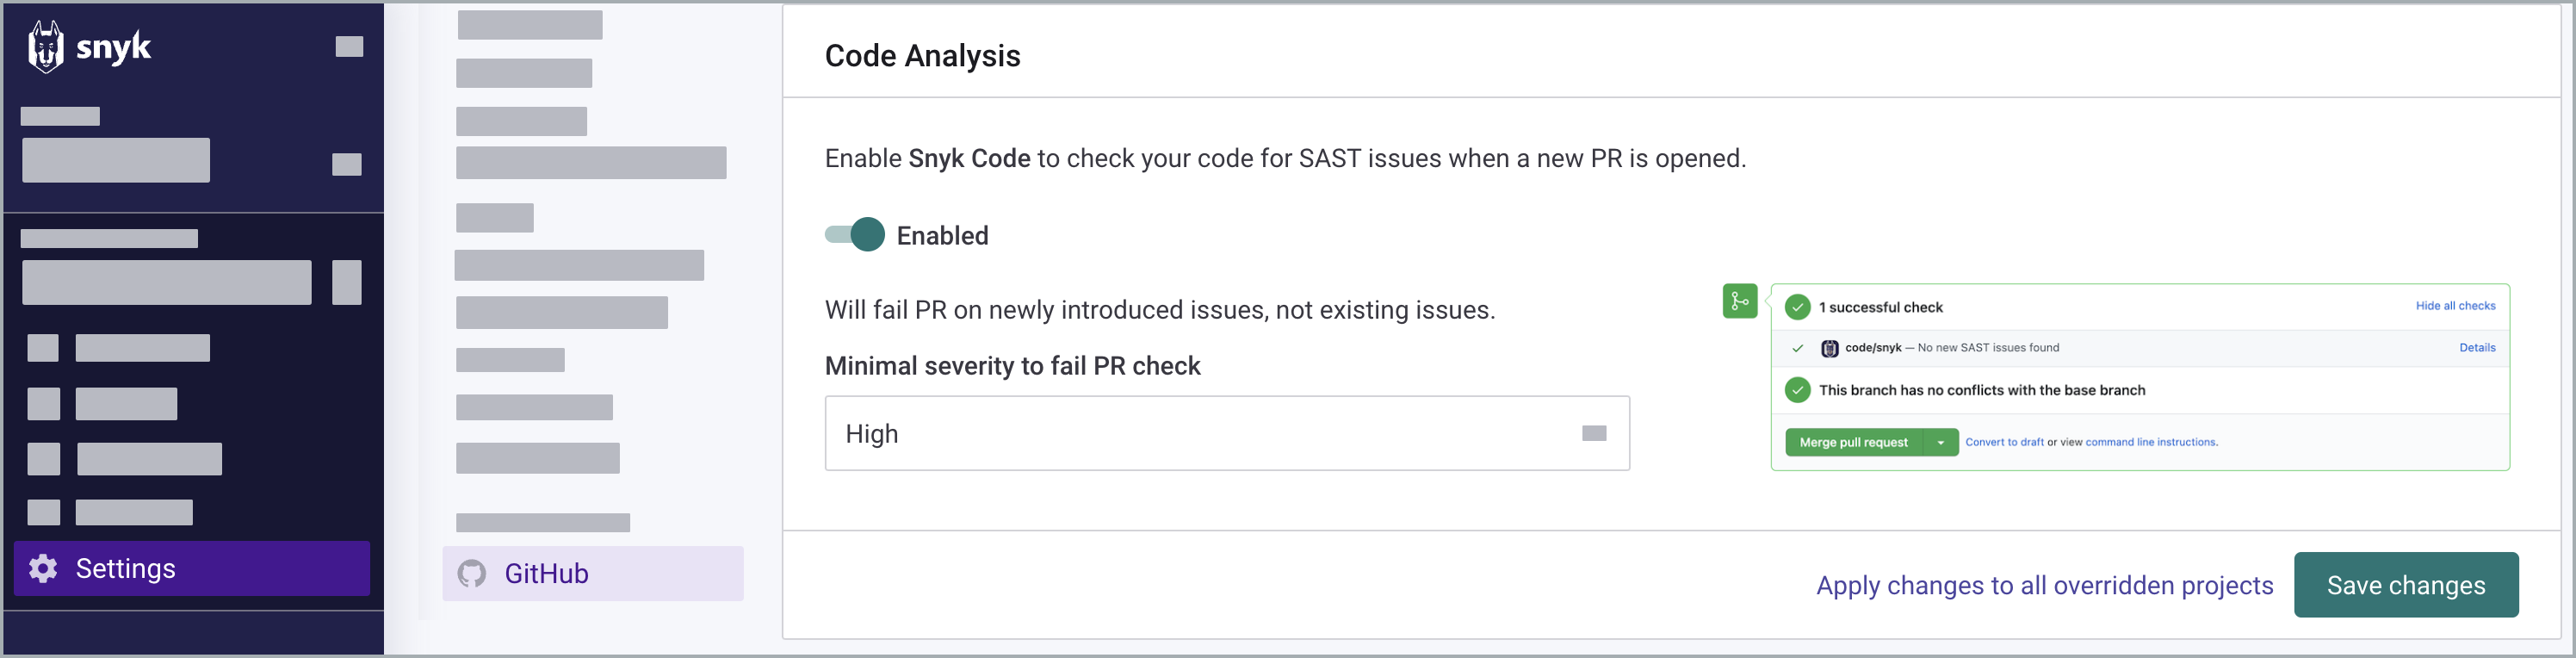 snyk
Settings
GitHub
Code Analysis
Enable Snyk Code to check your code for SAST issues when a new PR is opened.
Enabled
Will fail PR on newly introduced issues, not existing issues.
Minimal severity to fail PR check
High
1 successful check
Hide all checks
code/snyk — No new SAST issues found
Details
This branch has no conflicts with the base branch
Merge pull request
Convert to draft or view command line instructions.
Apply changes to all overridden projects
Save changes